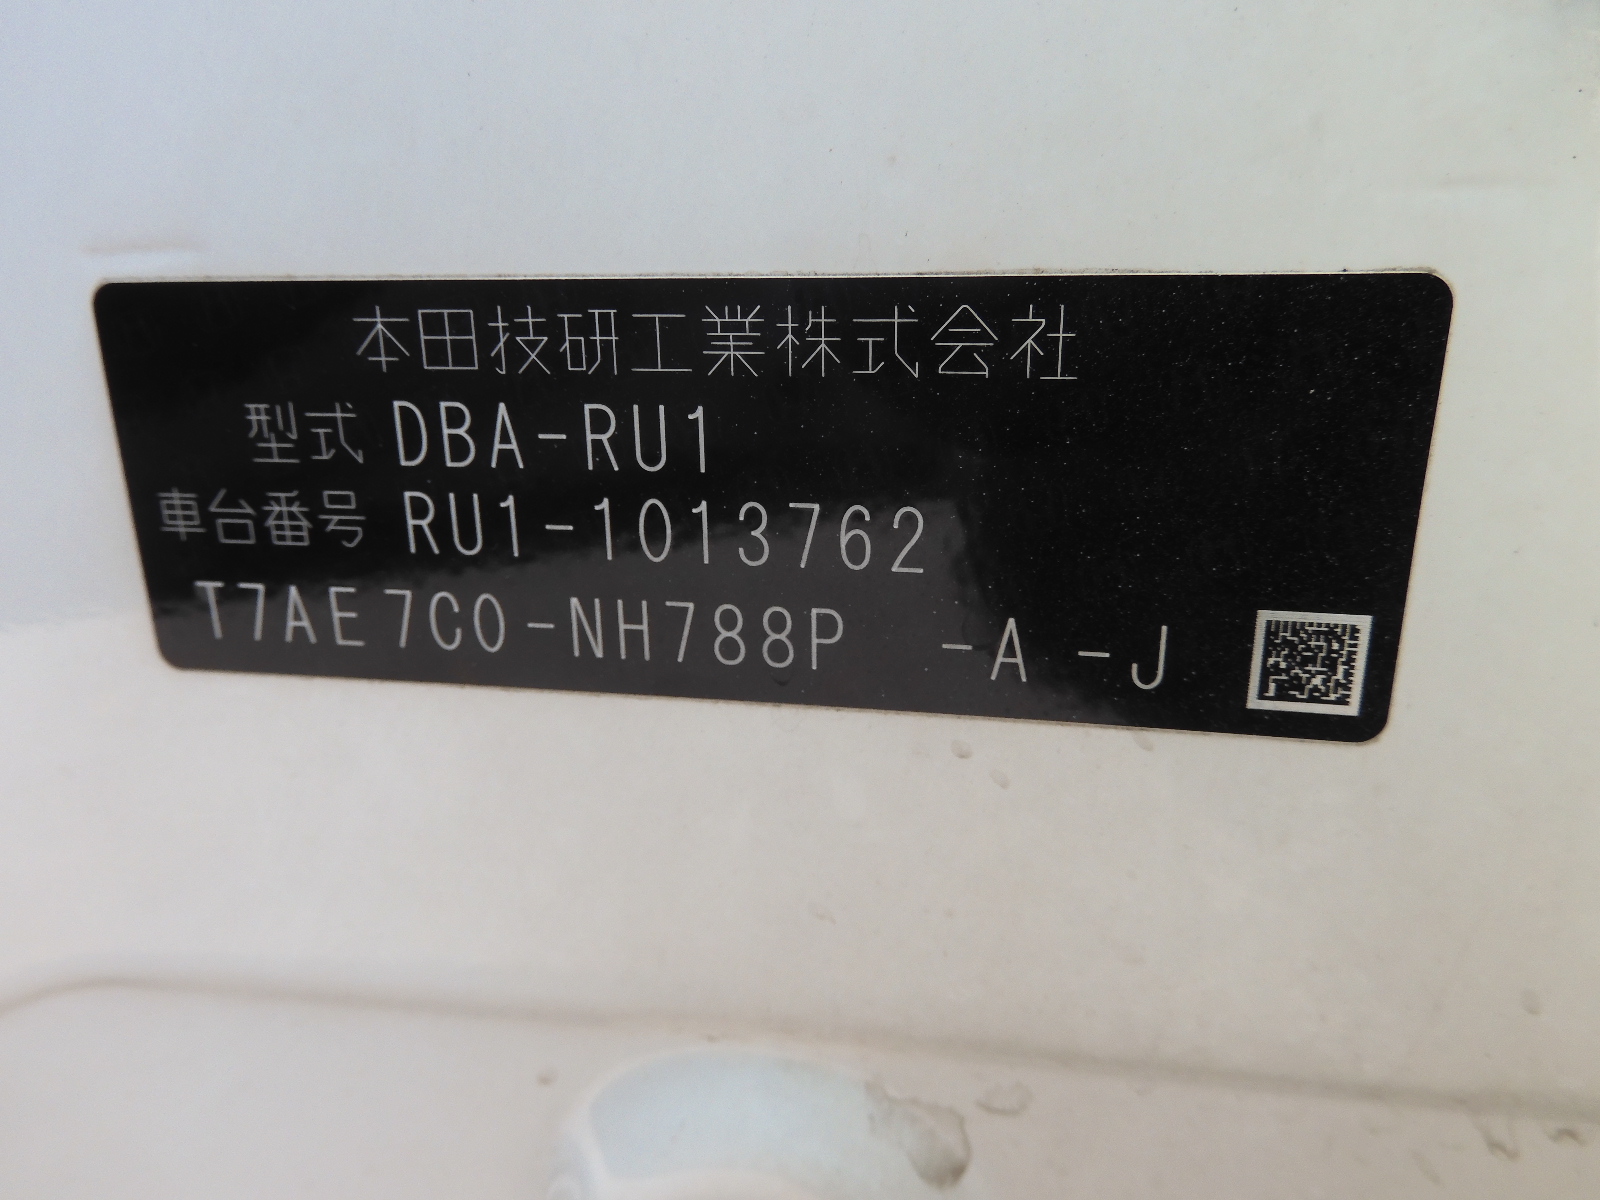 本田技研工業株式会社
型式 DBA-RU1
車台番号 RU1-1013762
T7AE7C0-NH788P -A -J